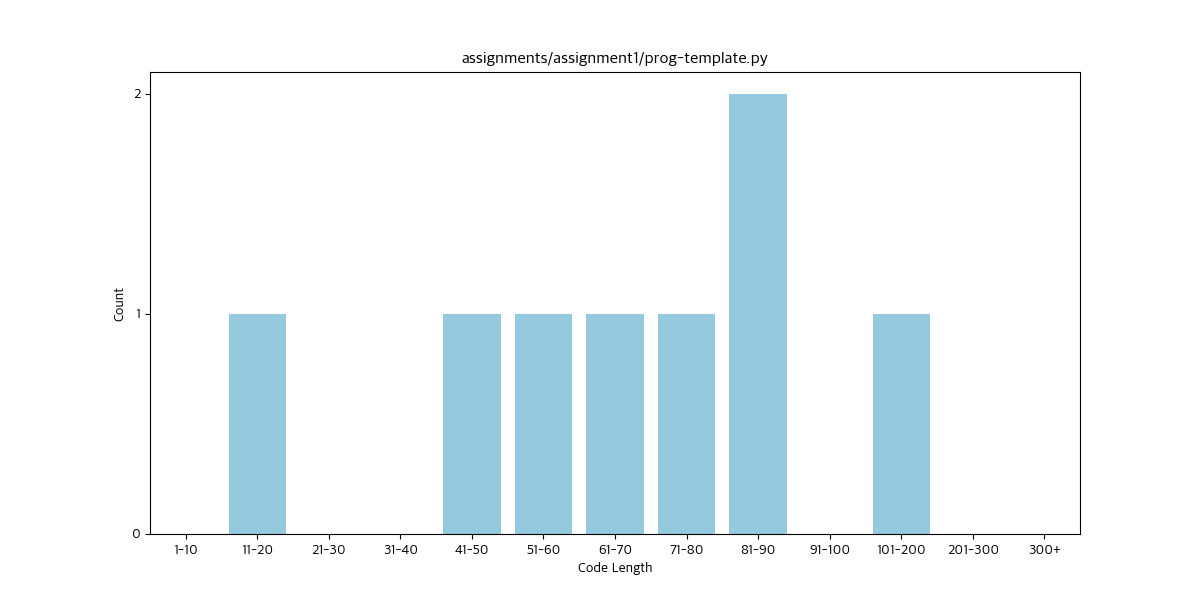 assignments/assignment1/prog-template.py
2
1
0
Count
1-10 11-20 21-30 31-40 41-50 51-60 61-70 71-80 81-90 91-100 101-200 201-300 300+
Code Length